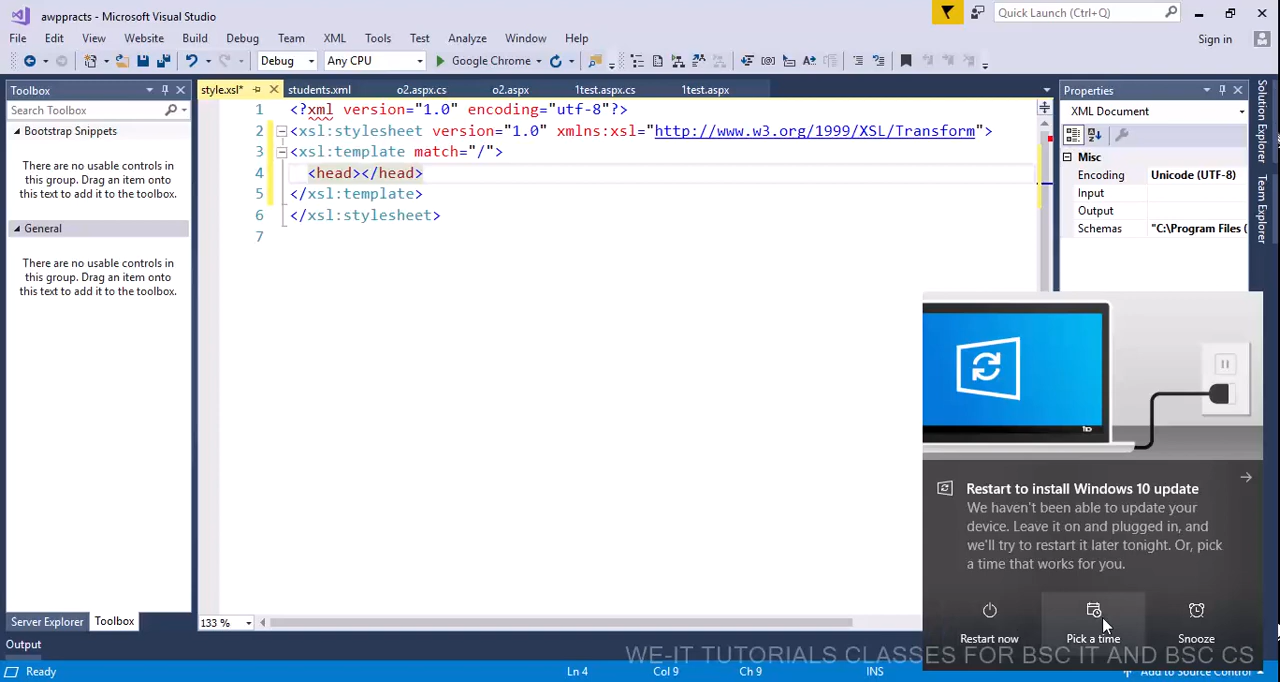 awppracts - Microsoft Visual Studio
Quick Launch (Ctrl+Q)
File Edit View Website Build Debug Team XML Tools Test Analyze Window Help
Sign in
Debug Any CPU Google Chrome
Toolbox
Search Toolbox
Bootstrap Snippets
There are no usable controls in
this group. Drag an item onto
this text to add it to the toolbox.
General
There are no usable controls in
this group. Drag an item onto
this text to add it to the toolbox.
Server Explorer Toolbox
style.xsl* students.xml o2.aspx.cs o2.aspx 1test.aspx.cs 1test.aspx
1 <?xml version="1.0" encoding="utf-8"?>
2 <xsl:stylesheet version="1.0" xmlns:xsl="http://www.w3.org/1999/XSL/Transform">
3 <xsl:template match="/">
4 <head></head>
5 </xsl:template>
6 </xsl:stylesheet>
7
133 %
Properties
XML Document
Misc
Encoding Unicode (UTF-8)
Input
Output
Schemas "C:\Program Files (
Solution Explorer
Team Explorer
Restart to install Windows 10 update
We haven't been able to update your
device. Leave it on and plugged in, and
we'll try to restart it later tonight. Or, pick
a time that works for you.
Restart now Pick a time Snooze
Output
WE-IT TUTORIALS CLASSES FOR BSC IT AND BSC CS
Ready Ln 4 Col 9 Ch 9 INS Add to Source Control